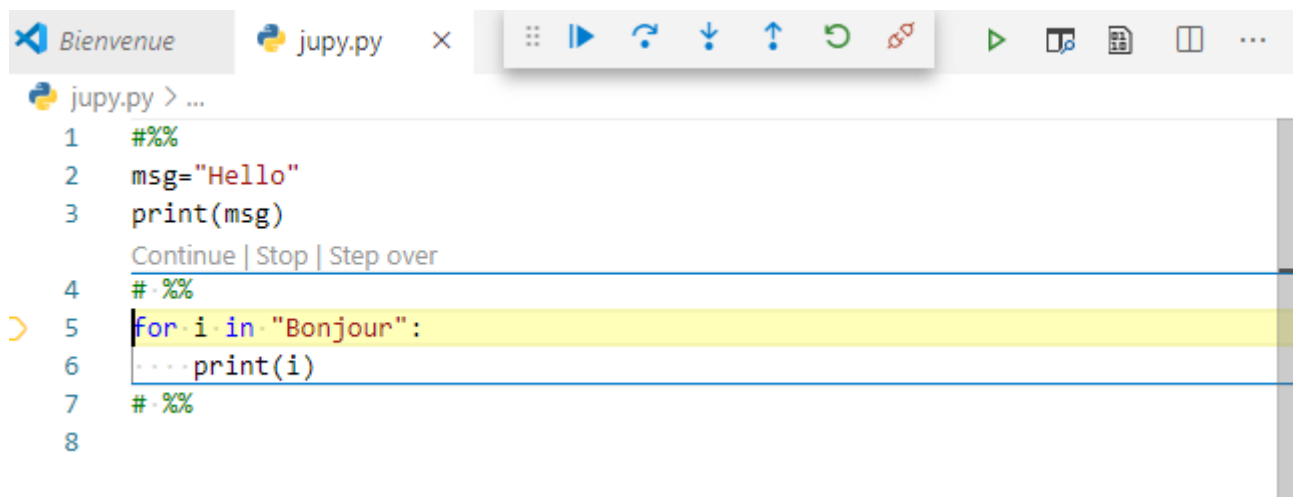 Bienvenue jupy.py
jupy.py > ...
1 #%%
2 msg="Hello"
3 print(msg)
Continue | Stop | Step over
4 # %%
5 for i in "Bonjour":
6     print(i)
7 # %%
8